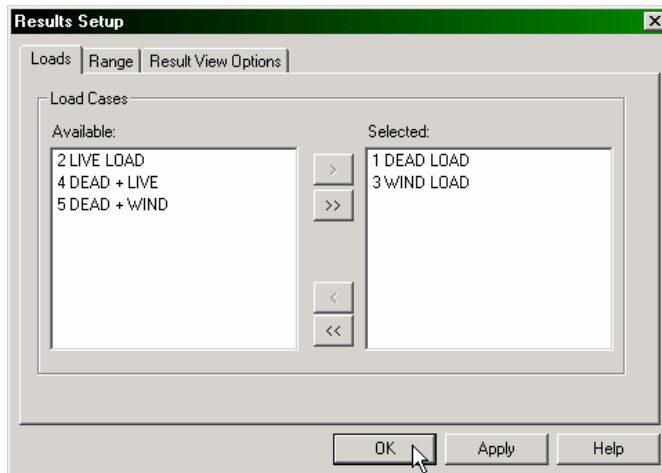 Results Setup
Loads Range Result View Options
Load Cases
Available: Selected:
2 LIVE LOAD
4 DEAD + LIVE
5 DEAD + WIND
1 DEAD LOAD
3 WIND LOAD
>
>>
<
<<
OK Apply Help